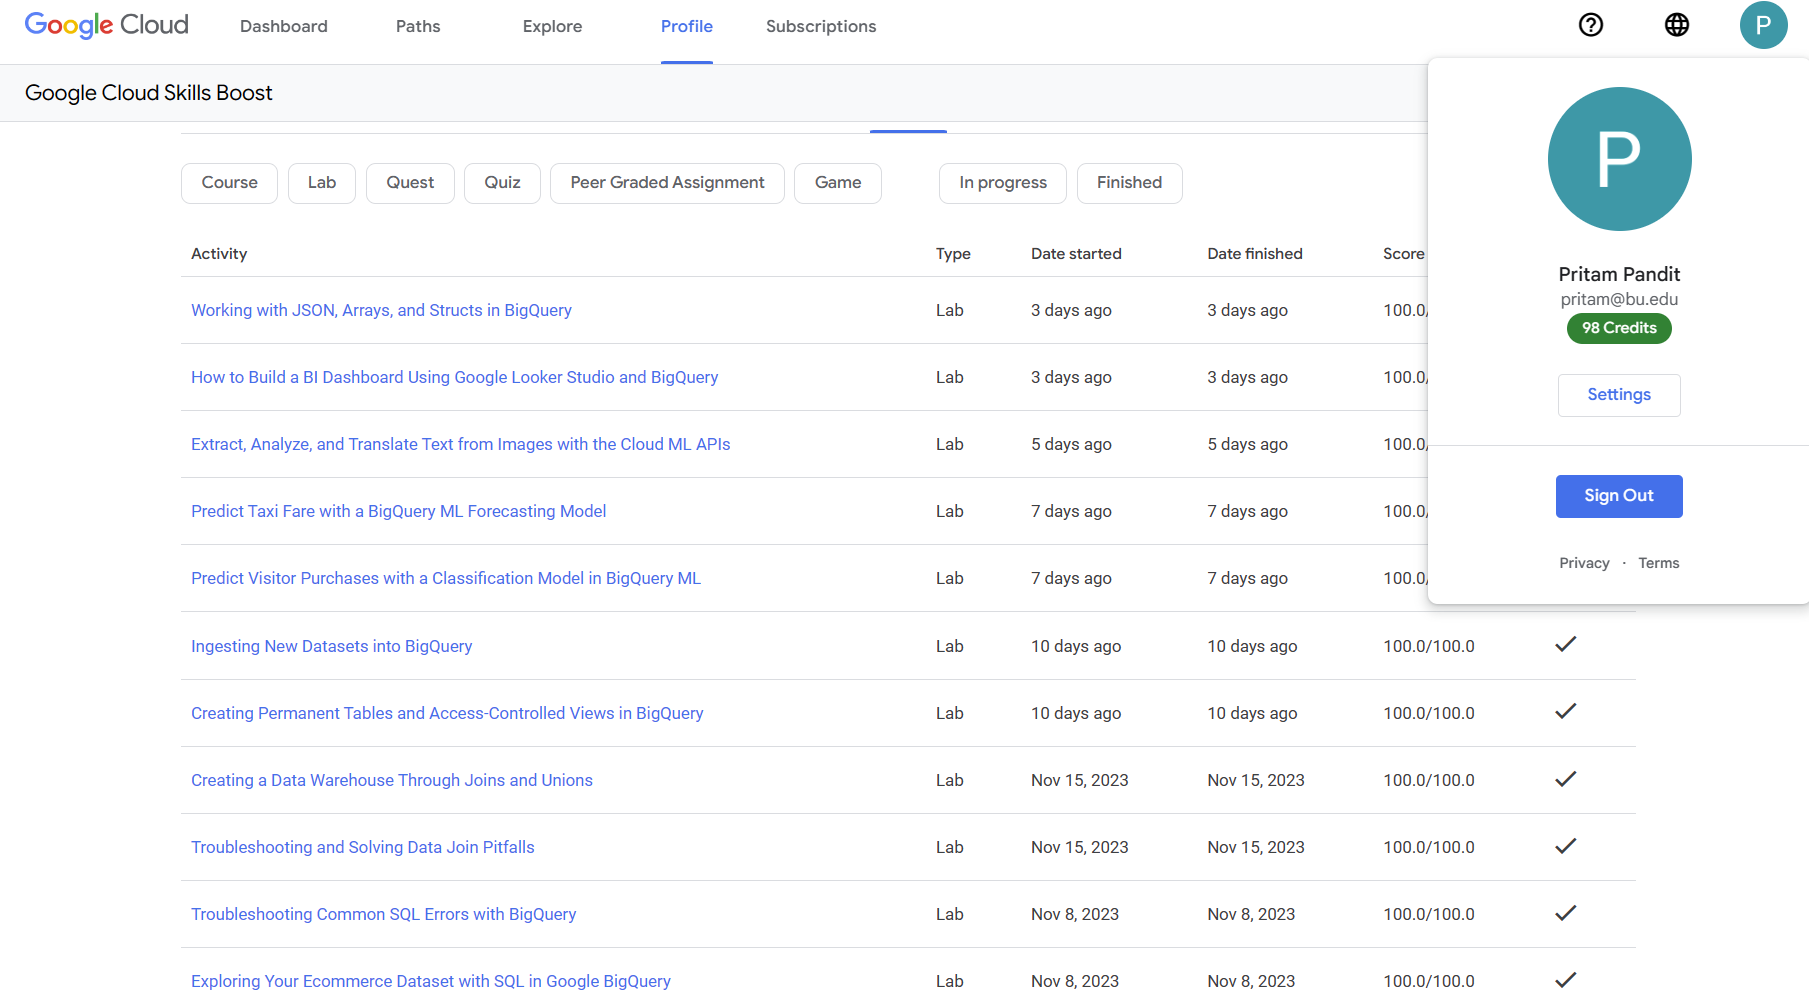 Google Cloud Dashboard Paths Explore Profile Subscriptions P
Google Cloud Skills Boost
P
Pritam Pandit
pritam@bu.edu
98 Credits
Settings
Sign Out
Privacy · Terms
Course Lab Quest Quiz Peer Graded Assignment Game In progress Finished
Activity Type Date started Date finished Score
Working with JSON, Arrays, and Structs in BigQuery Lab 3 days ago 3 days ago 100.0/
How to Build a BI Dashboard Using Google Looker Studio and BigQuery Lab 3 days ago 3 days ago 100.0/
Extract, Analyze, and Translate Text from Images with the Cloud ML APIs Lab 5 days ago 5 days ago 100.0/
Predict Taxi Fare with a BigQuery ML Forecasting Model Lab 7 days ago 7 days ago 100.0/
Predict Visitor Purchases with a Classification Model in BigQuery ML Lab 7 days ago 7 days ago 100.0/
Ingesting New Datasets into BigQuery Lab 10 days ago 10 days ago 100.0/100.0
Creating Permanent Tables and Access-Controlled Views in BigQuery Lab 10 days ago 10 days ago 100.0/100.0
Creating a Data Warehouse Through Joins and Unions Lab Nov 15, 2023 Nov 15, 2023 100.0/100.0
Troubleshooting and Solving Data Join Pitfalls Lab Nov 15, 2023 Nov 15, 2023 100.0/100.0
Troubleshooting Common SQL Errors with BigQuery Lab Nov 8, 2023 Nov 8, 2023 100.0/100.0
Exploring Your Ecommerce Dataset with SQL in Google BigQuery Lab Nov 8, 2023 Nov 8, 2023 100.0/100.0